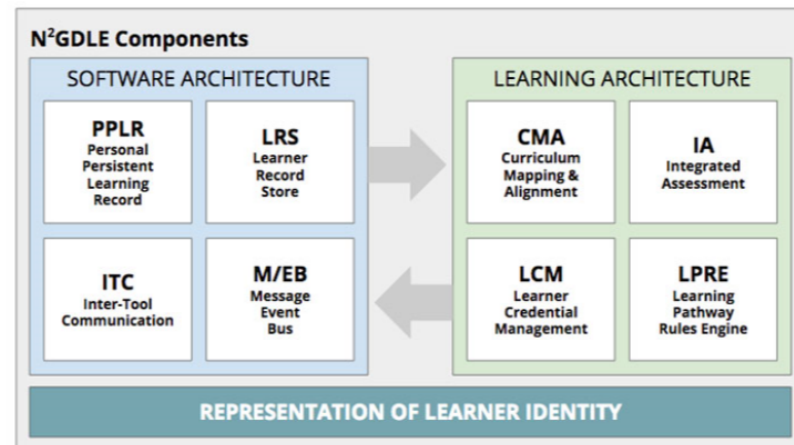 N²GDLE Components
SOFTWARE ARCHITECTURE
PPLR
Personal
Persistent
Learning
Record
LRS
Learner
Record
Store
ITC
Inter-Tool
Communication
M/EB
Message
Event
Bus
LEARNING ARCHITECTURE
CMA
Curriculum
Mapping &
Alignment
IA
Integrated
Assessment
LCM
Learner
Credential
Management
LPRE
Learning
Pathway
Rules Engine
REPRESENTATION OF LEARNER IDENTITY